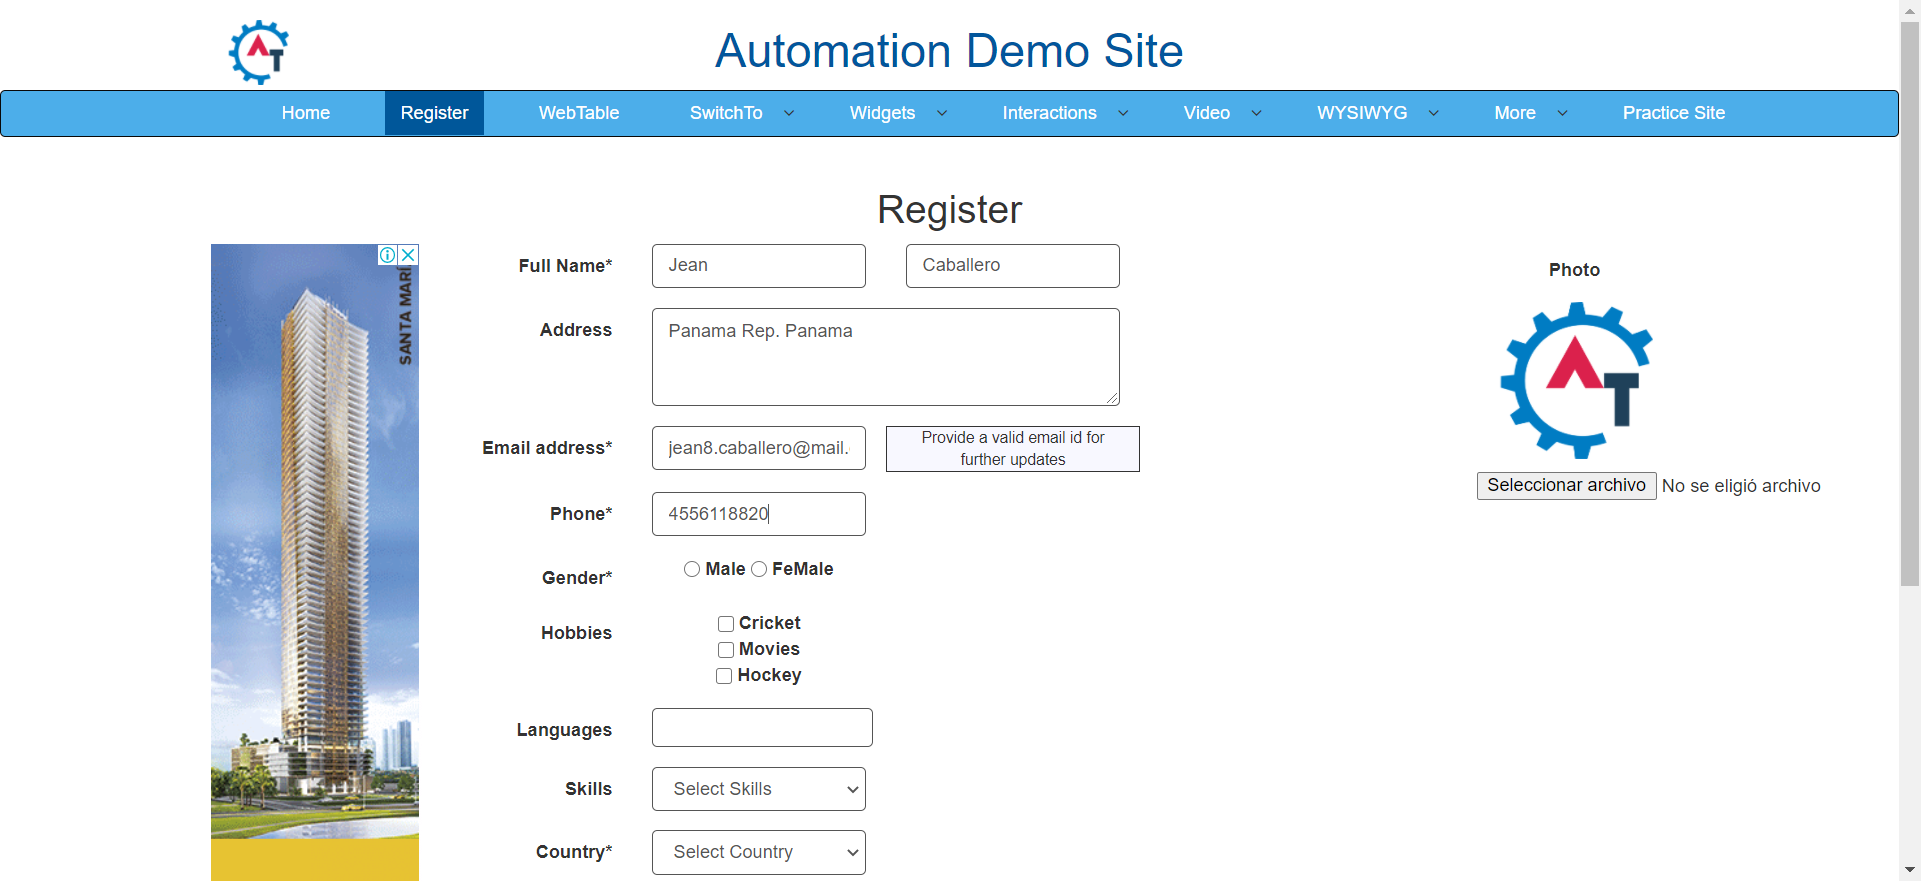 AT
Automation Demo Site
Home Register WebTable SwitchTo Widgets Interactions Video WYSIWYG More Practice Site
Register
SANTA MARÍ
Full Name* Jean Caballero
Photo
AT
Address Panama Rep. Panama
Email address* jean8.caballero@mail.
Provide a valid email id for
further updates
Seleccionar archivo No se eligió archivo
Phone* 4556118820
Gender* Male FeMale
Hobbies Cricket
Movies
Hockey
Languages
Skills Select Skills
Country* Select Country